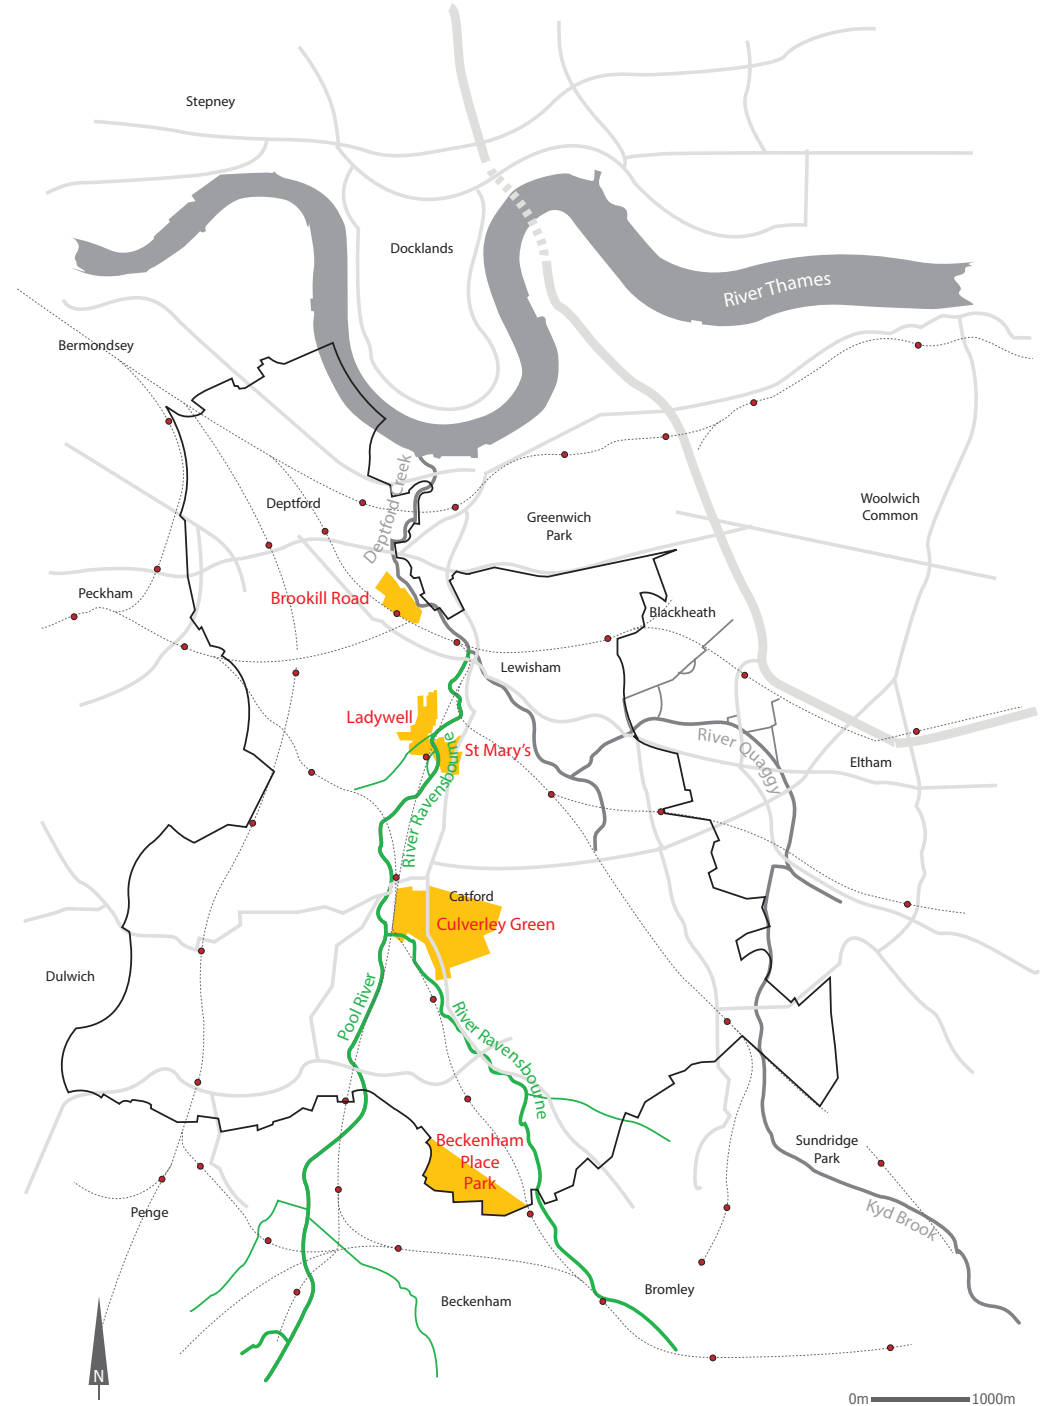 Stepney
Docklands
River Thames
Bermondsey
Deptford Creek
Deptford
Greenwich
Park
Woolwich
Common
Peckham
Brookill Road
Blackheath
Lewisham
Ladywell
St Mary's
River Quaggy
Eltham
River Ravensbourne
Catford
Culverley Green
Dulwich
Pool River
River Ravensbourne
Beckenham
Place
Park
Sundridge
Park
Penge
Kyd Brook
Bromley
Beckenham
N
0m
1000m